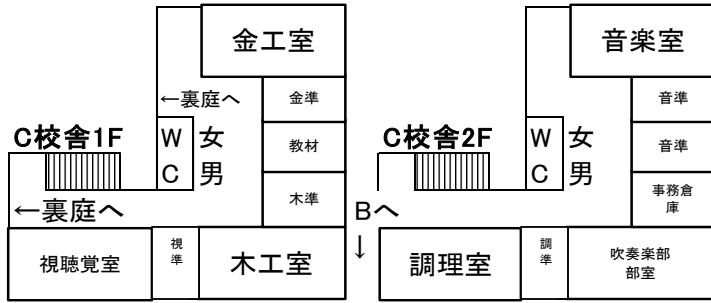 金工室
←裏庭へ
金準
C校舎1F
WC
女
男
教材
木準
←裏庭へ
視聴覚室
視準
木工室
音楽室
音準
C校舎2F
WC
女
男
音準
事務倉
庫
Bへ
↓
調理室
調準
吹奏楽部
部室